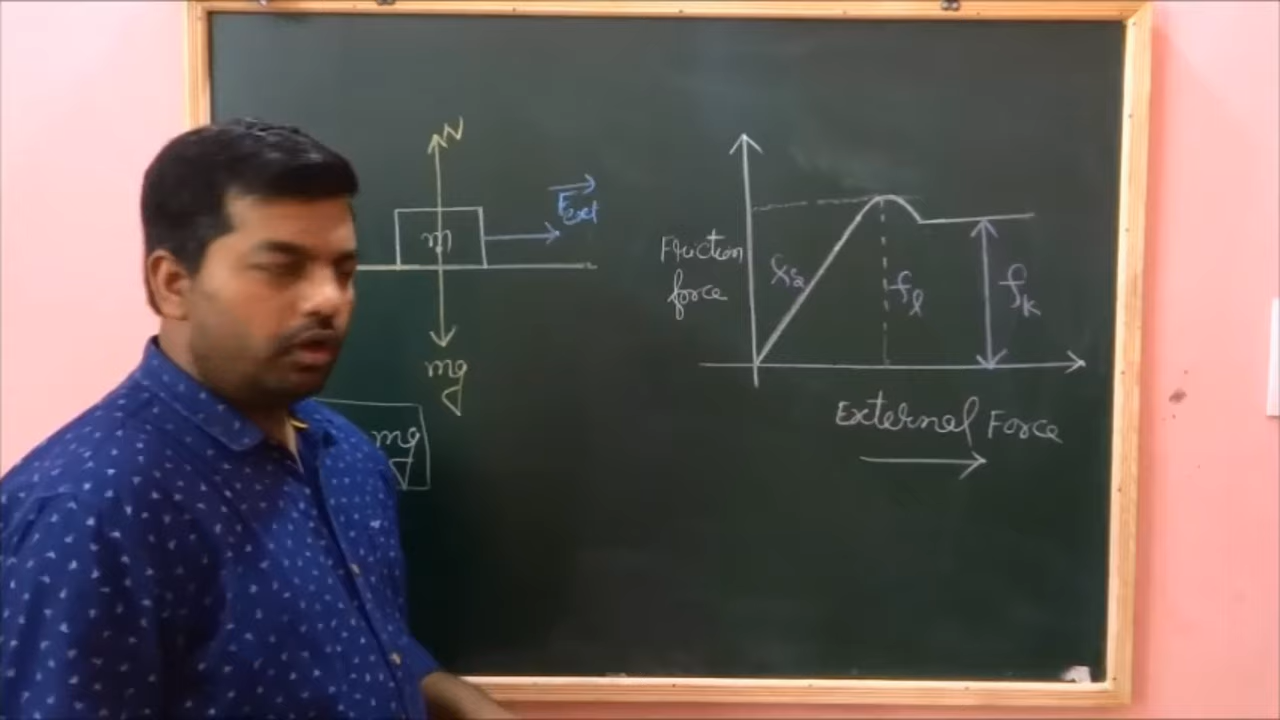 N
F_ext
m
mg
mg
Friction
force
f_s
f_l
f_k
External Force